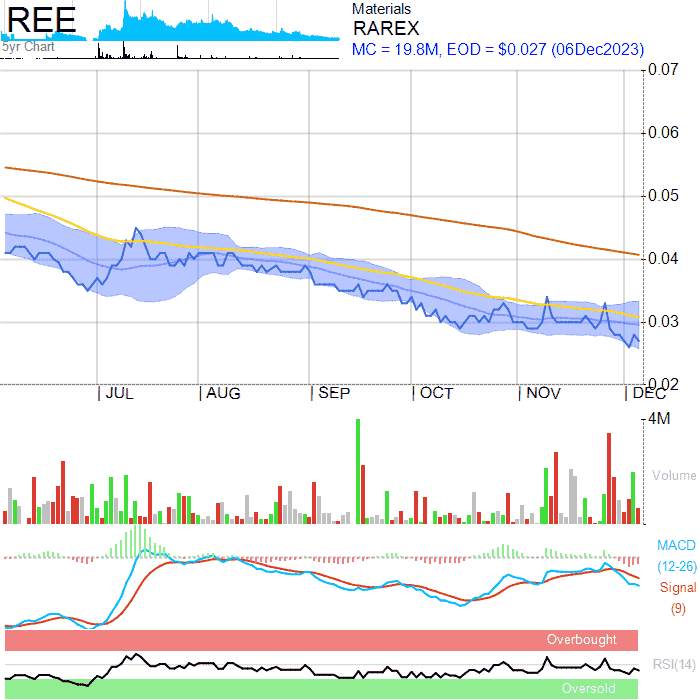 REE
5yr Chart
Materials
RAREX
MC = 19.8M, EOD = $0.027 (06Dec2023)
0.07
0.06
0.05
0.04
0.03
0.02
JUL AUG SEP OCT NOV DEC
4M
Volume
MACD
(12-26)
Signal
(9)
Overbought
RSI(14)
Oversold